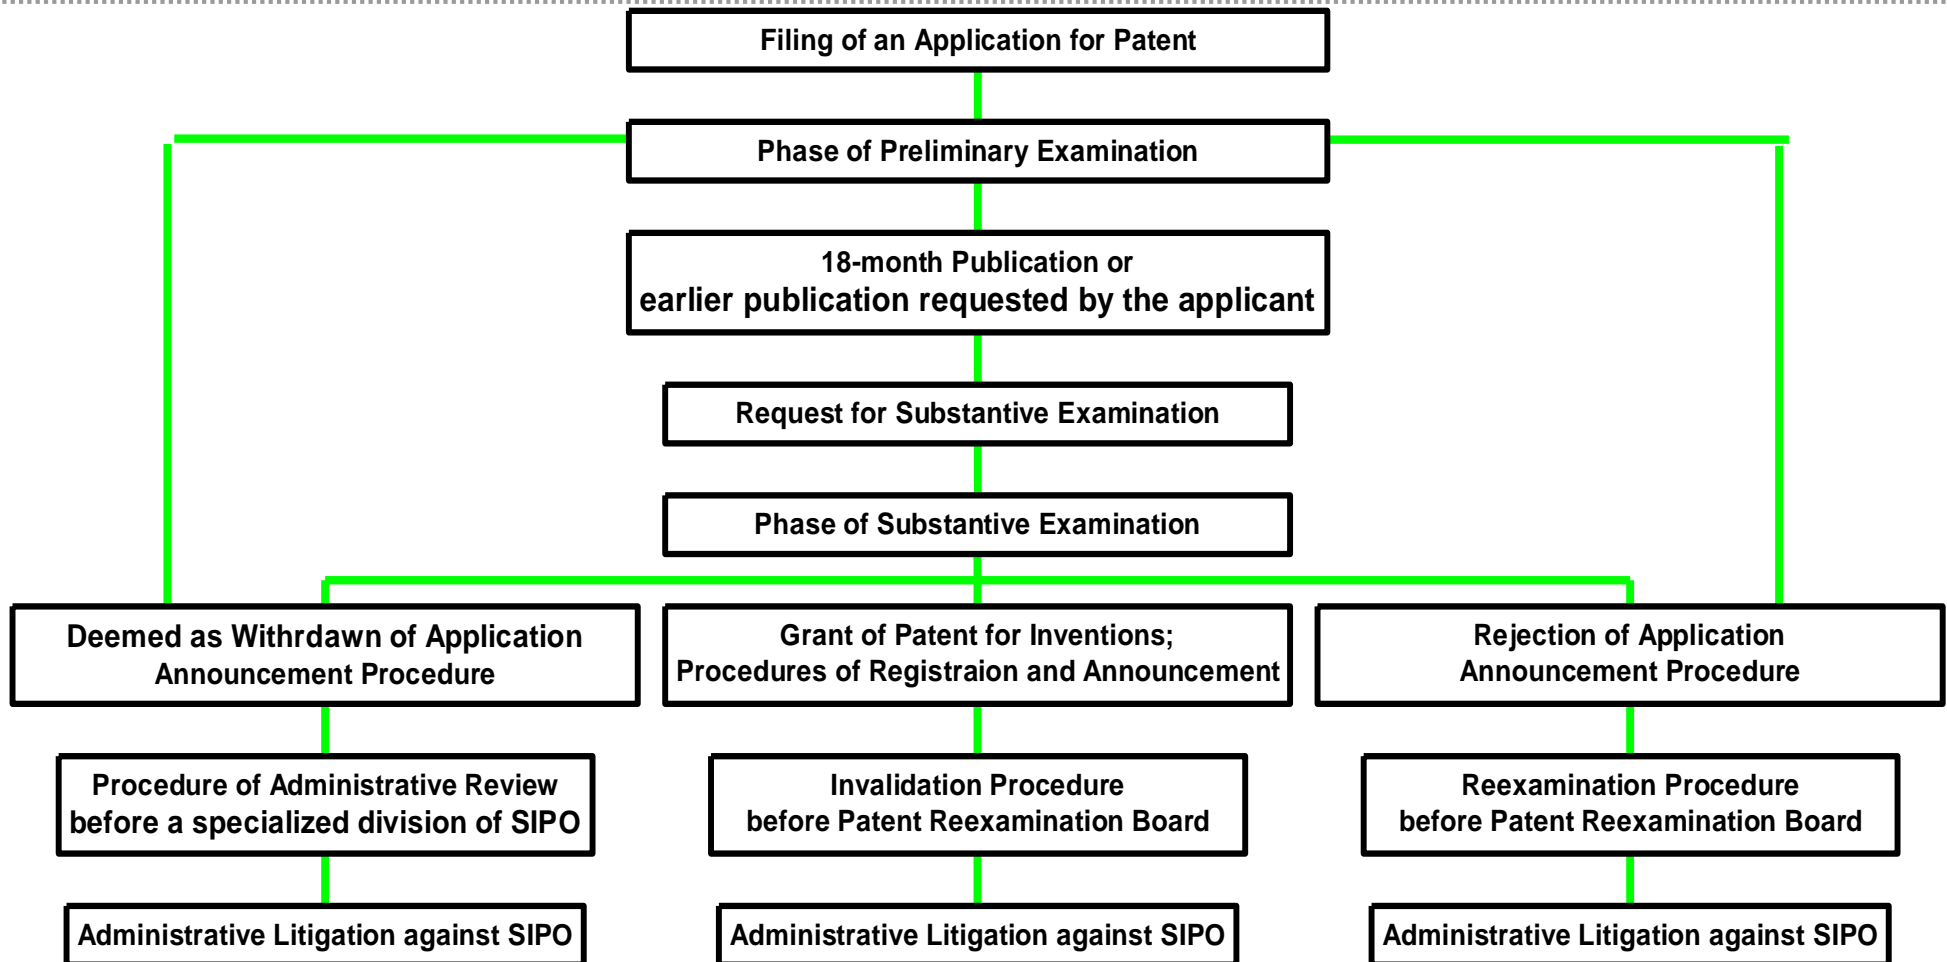 Filing of an Application for Patent
Phase of Preliminary Examination
18-month Publication or
earlier publication requested by the applicant
Request for Substantive Examination
Phase of Substantive Examination
Deemed as Withrdawn of Application
Announcement Procedure
Grant of Patent for Inventions;
Procedures of Registraion and Announcement
Rejection of Application
Announcement Procedure
Procedure of Administrative Review
before a specialized division of SIPO
Invalidation Procedure
before Patent Reexamination Board
Reexamination Procedure
before Patent Reexamination Board
Administrative Litigation against SIPO
Administrative Litigation against SIPO
Administrative Litigation against SIPO